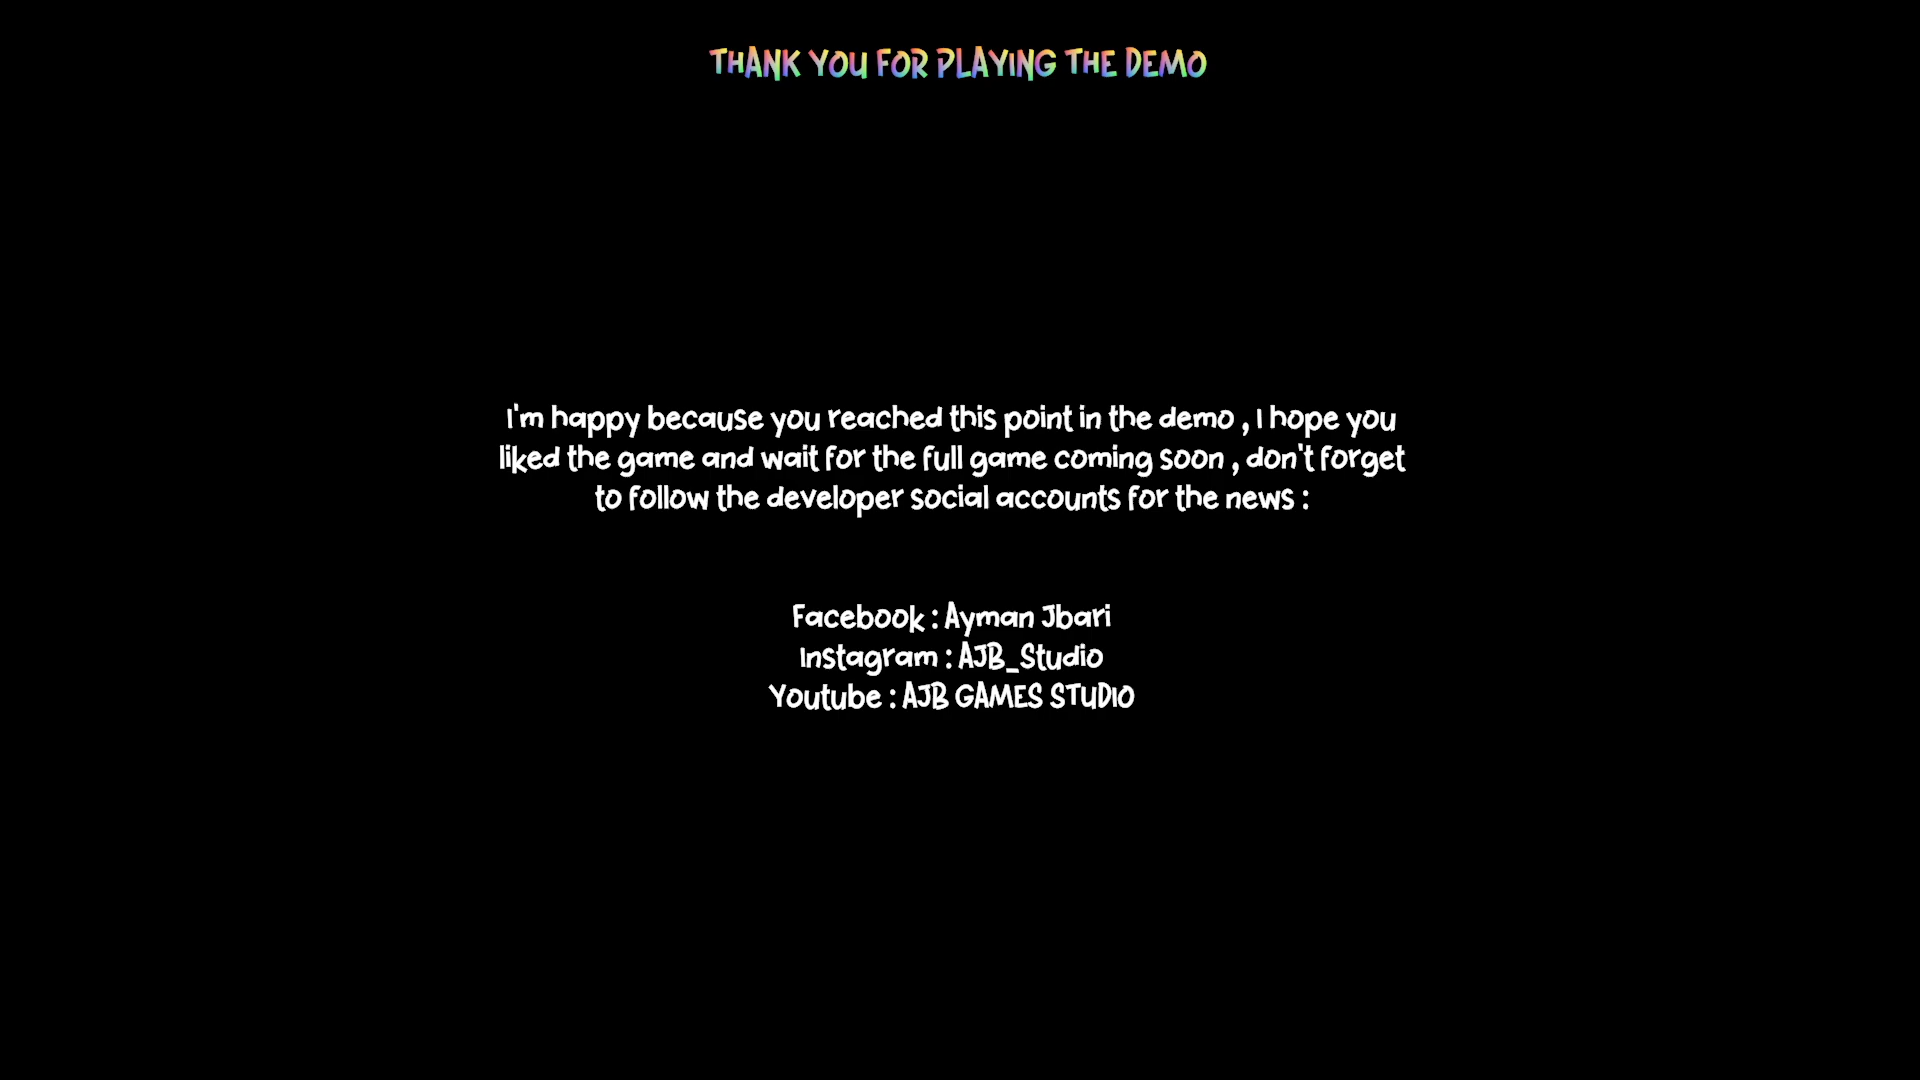 THANK YOU FOR PLAYING THE DEMO
I'm happy because you reached this point in the demo , I hope you
liked the game and wait for the full game coming soon , don't forget
to follow the developer social accounts for the news :
Facebook : Ayman Jbari
Instagram : AJB_Studio
Youtube : AJB GAMES STUDIO